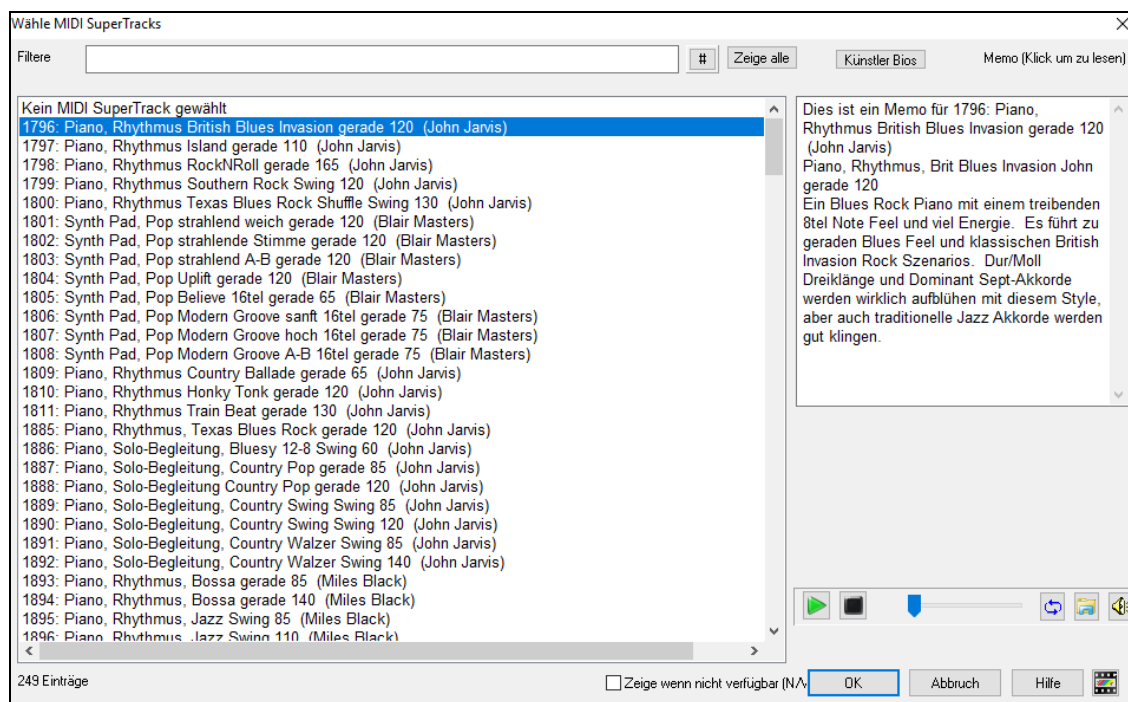 Wähle MIDI SuperTracks
Filtere
#
Zeige alle
Künstler Bios
Memo (Klick um zu lesen)
Kein MIDI SuperTrack gewählt
1796: Piano, Rhythmus British Blues Invasion gerade 120 (John Jarvis)
1797: Piano, Rhythmus Island gerade 110 (John Jarvis)
1798: Piano, Rhythmus RockNRoll gerade 165 (John Jarvis)
1799: Piano, Rhythmus Southern Rock Swing 120 (John Jarvis)
1800: Piano, Rhythmus Texas Blues Rock Shuffle Swing 130 (John Jarvis)
1801: Synth Pad, Pop strahlend weich gerade 120 (Blair Masters)
1802: Synth Pad, Pop strahlende Stimme gerade 120 (Blair Masters)
1803: Synth Pad, Pop strahlend A-B gerade 120 (Blair Masters)
1804: Synth Pad, Pop Uplift gerade 120 (Blair Masters)
1805: Synth Pad, Pop Believe 16tel gerade 65 (Blair Masters)
1806: Synth Pad, Pop Modern Groove sanft 16tel gerade 75 (Blair Masters)
1807: Synth Pad, Pop Modern Groove hoch 16tel gerade 75 (Blair Masters)
1808: Synth Pad, Pop Modern Groove A-B 16tel gerade 75 (Blair Masters)
1809: Piano, Rhythmus Country Ballade gerade 65 (John Jarvis)
1810: Piano, Rhythmus Honky Tonk gerade 120 (John Jarvis)
1811: Piano, Rhythmus Train Beat gerade 130 (John Jarvis)
1885: Piano, Rhythmus, Texas Blues Rock gerade 120 (John Jarvis)
1886: Piano, Solo-Begleitung, Bluesy 12-8 Swing 60 (John Jarvis)
1887: Piano, Solo-Begleitung, Country Pop gerade 85 (John Jarvis)
1888: Piano, Solo-Begleitung Country Pop gerade 120 (John Jarvis)
1889: Piano, Solo-Begleitung, Country Swing Swing 85 (John Jarvis)
1890: Piano, Solo-Begleitung, Country Swing Swing 120 (John Jarvis)
1891: Piano, Solo-Begleitung, Country Walzer Swing 85 (John Jarvis)
1892: Piano, Solo-Begleitung, Country Walzer Swing 140 (John Jarvis)
1893: Piano, Rhythmus, Bossa gerade 85 (Miles Black)
1894: Piano, Rhythmus, Bossa gerade 140 (Miles Black)
1895: Piano, Rhythmus, Jazz Swing 85 (Miles Black)
1896: Piano, Rhythmus, Jazz Swing 110 (Miles Black)
Dies ist ein Memo für 1796: Piano,
Rhythmus British Blues Invasion gerade 120
(John Jarvis)
Piano, Rhythmus, Brit Blues Invasion John
gerade 120
Ein Blues Rock Piano mit einem treibenden
8tel Note Feel und viel Energie. Es führt zu
geraden Blues Feel und klassischen British
Invasion Rock Szenarios. Dur/Moll
Dreiklänge und Dominant Sept-Akkorde
werden wirklich aufblühen mit diesem Style,
aber auch traditionelle Jazz Akkorde werden
gut klingen.
249 Einträge
Zeige wenn nicht verfügbar (N/
OK
Abbruch
Hilfe